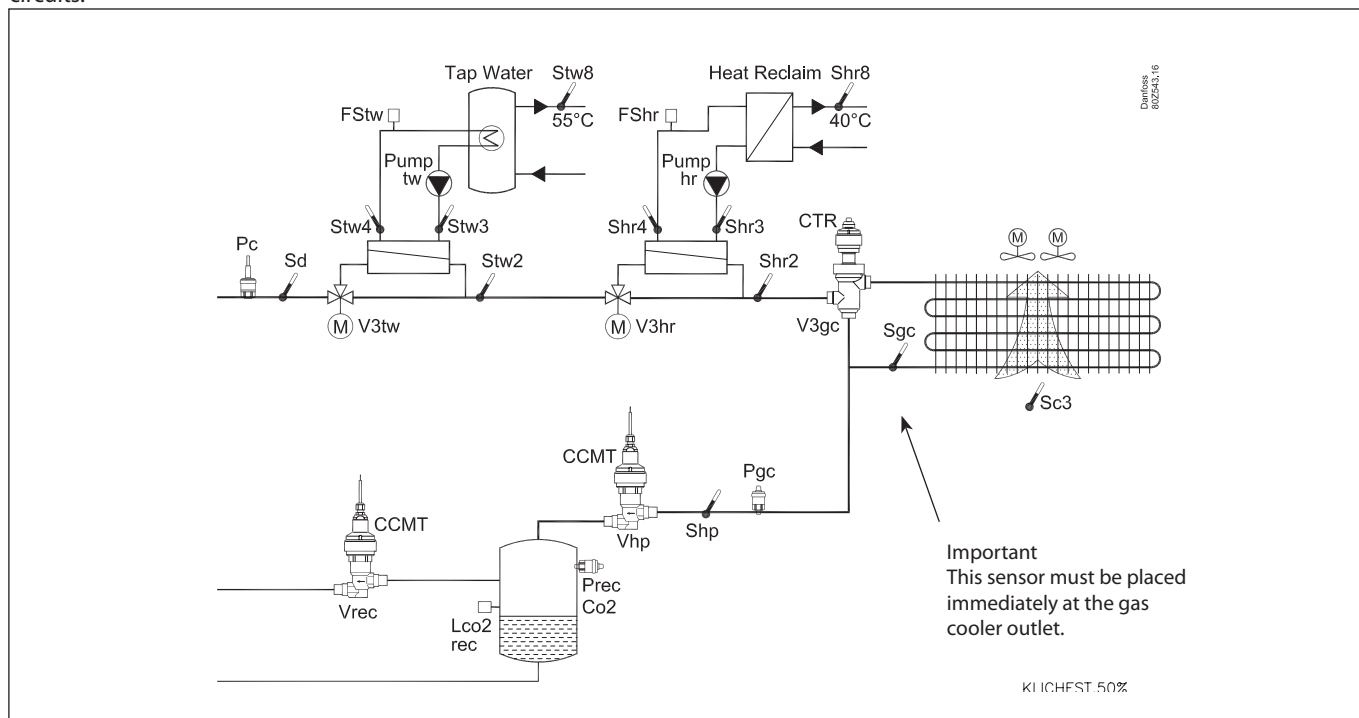 circuits.
Tap Water
Stw8
Heat Reclaim
Shr8
Danfoss
80Z543.16
FStw
55°C
FShr
40°C
Pump
tw
Pump
hr
Stw4
Stw3
Shr4
Shr3
CTR
M
M
Pc
Sd
Stw2
Shr2
M
V3tw
M
V3hr
V3gc
Sgc
Sc3
CCMT
Pgc
CCMT
Vhp
Shp
Vrec
Prec
Co2
Lco2
rec
Important
This sensor must be placed
immediately at the gas
cooler outlet.
KLICHEST.50%